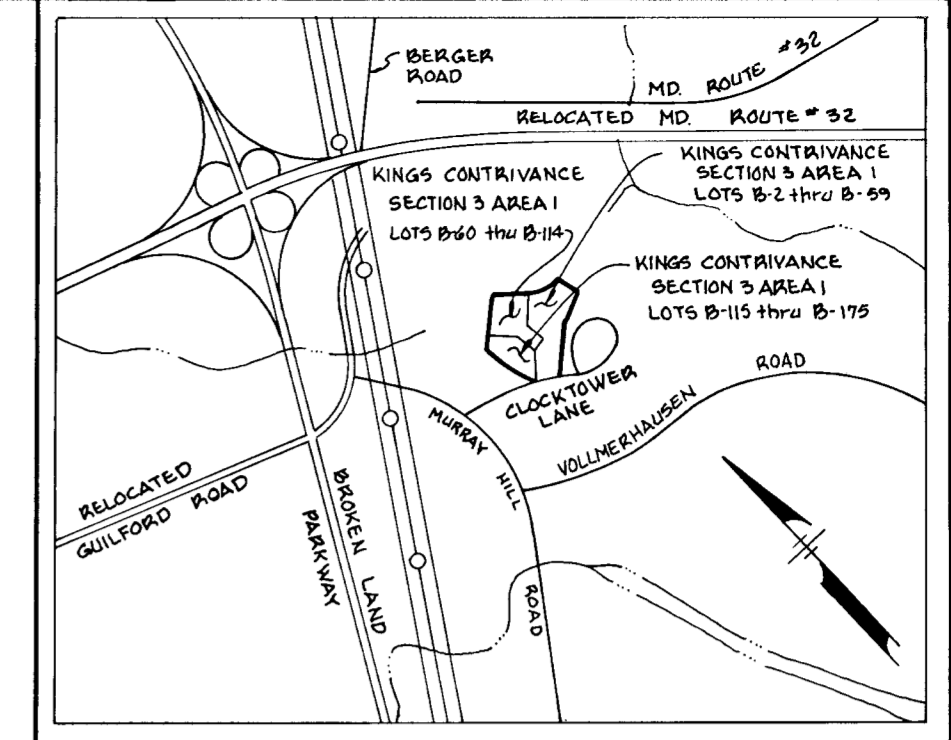 BERGER
ROAD
MD. ROUTE #32
RELOCATED MD. ROUTE #32
KINGS CONTRIVANCE
SECTION 3 AREA 1
LOTS B-60 thru B-114
KINGS CONTRIVANCE
SECTION 3 AREA 1
LOTS B-2 thru B-59
KINGS CONTRIVANCE
SECTION 3 AREA 1
LOTS B-115 thru B-175
CLOCKTOWER
LANE
VOLLMERHAUSEN ROAD
MURRAY HILL ROAD
RELOCATED
GUILFORD ROAD
BROKEN LAND
PARKWAY